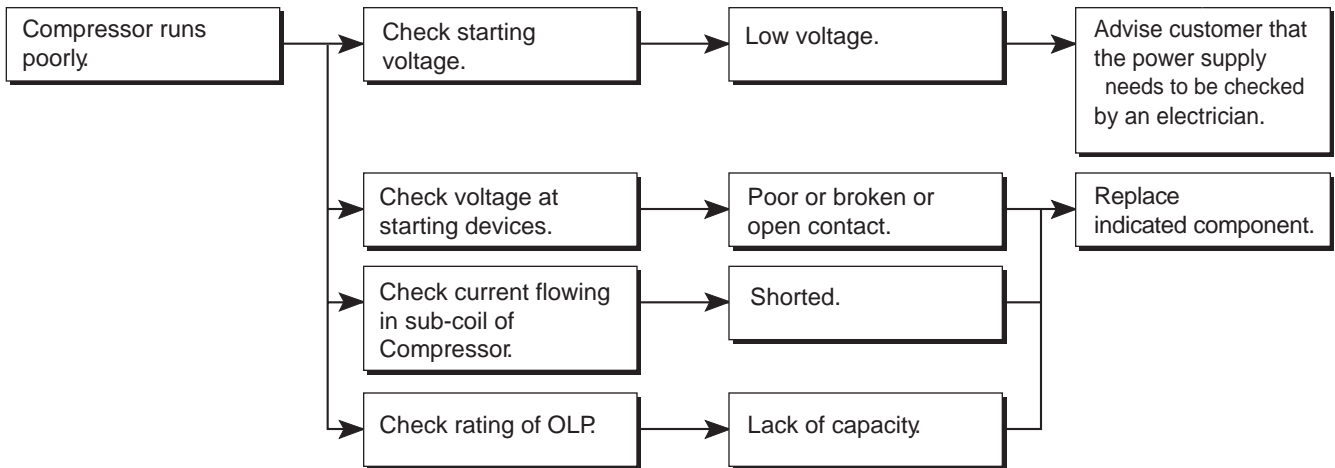 Compressor runs
poorly.
Check starting
voltage.
Low voltage.
Advise customer that
the power supply
needs to be checked
by an electrician.
Check voltage at
starting devices.
Poor or broken or
open contact.
Replace
indicated component.
Check current flowing
in sub-coil of
Compressor.
Shorted.
Check rating of OLP.
Lack of capacity.